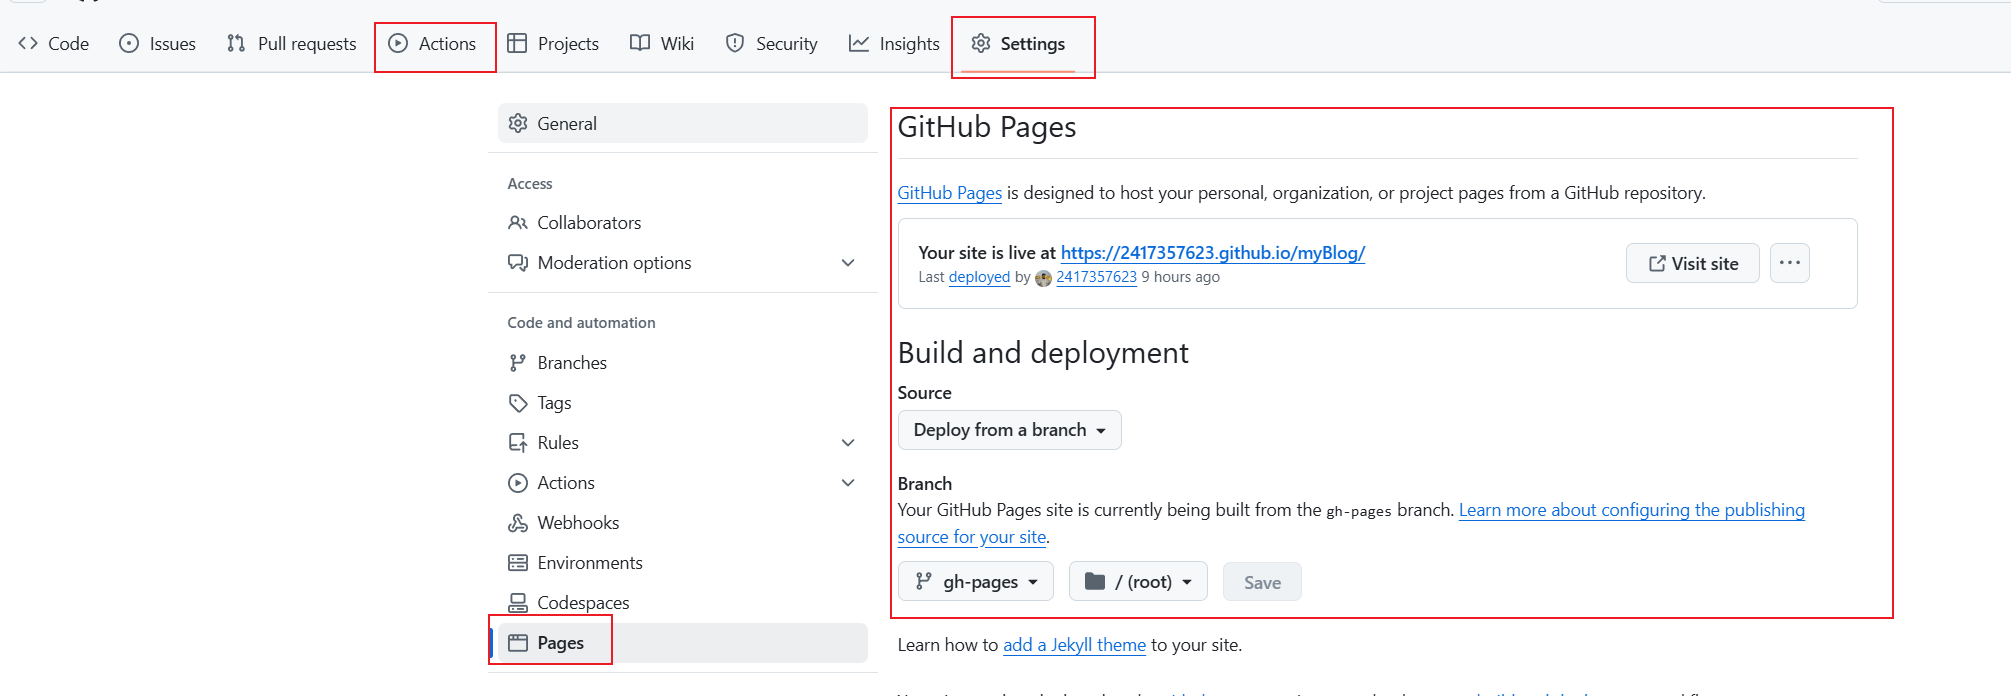 Code Issues Pull requests Actions Projects Wiki Security Insights Settings
General
Access
Collaborators
Moderation options
Code and automation
Branches
Tags
Rules
Actions
Webhooks
Environments
Codespaces
Pages
GitHub Pages
GitHub Pages is designed to host your personal, organization, or project pages from a GitHub repository.
Your site is live at https://2417357623.github.io/myBlog/
Last deployed by 2417357623 9 hours ago
Visit site
Build and deployment
Source
Deploy from a branch
Branch
Your GitHub Pages site is currently being built from the gh-pages branch. Learn more about configuring the publishing
source for your site.
gh-pages / (root) Save
Learn how to add a Jekyll theme to your site.